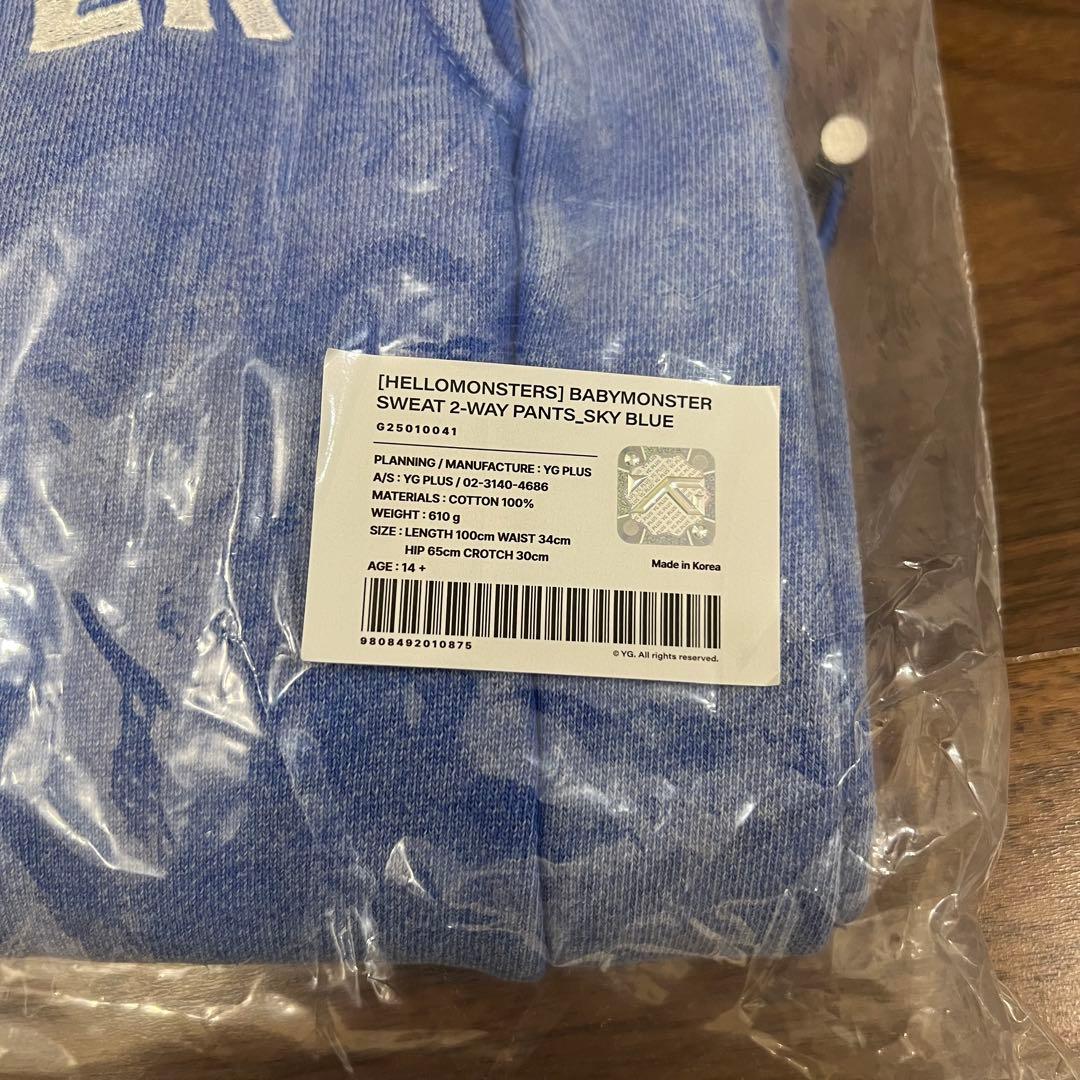 ER
[HELLOMONSTERS] BABYMONSTER
SWEAT 2-WAY PANTS_SKY BLUE
G25010041
PLANNING / MANUFACTURE : YG PLUS
A/S : YG PLUS / 02-3140-4686
MATERIALS : COTTON 100%
WEIGHT : 610 g
SIZE : LENGTH 100cm WAIST 34cm
HIP 65cm CROTCH 30cm
AGE : 14 +
Made in Korea
9808492010875
© YG. All rights reserved.